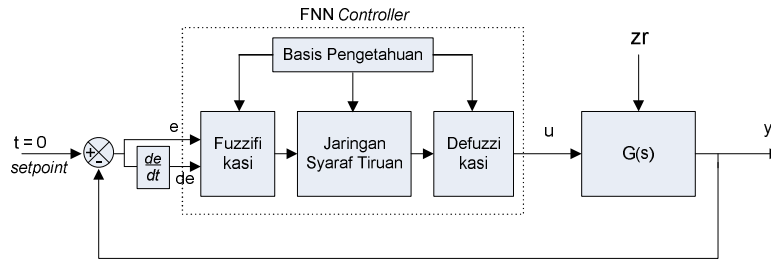 FNN Controller
Basis Pengetahuan
zr
t = 0
setpoint
+
-
e
de
dt
de
Fuzzifi
kasi
Jaringan
Syaraf Tiruan
Defuzzi
kasi
u
G(s)
y